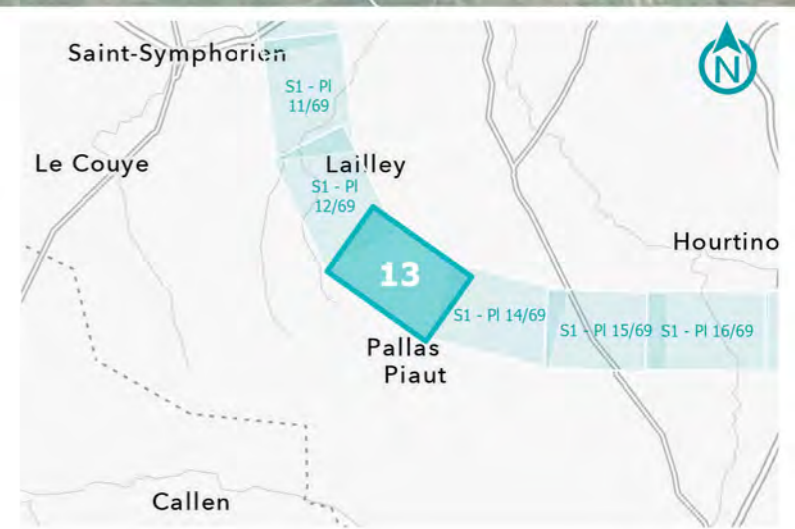 Saint-Symphorien
N
S1 - Pl
11/69
Le Couye
Lailley
S1 - Pl
12/69
Hourtino
13
S1 - Pl 14/69
S1 - Pl 15/69
S1 - Pl 16/69
Pallas
Piaut
Callen